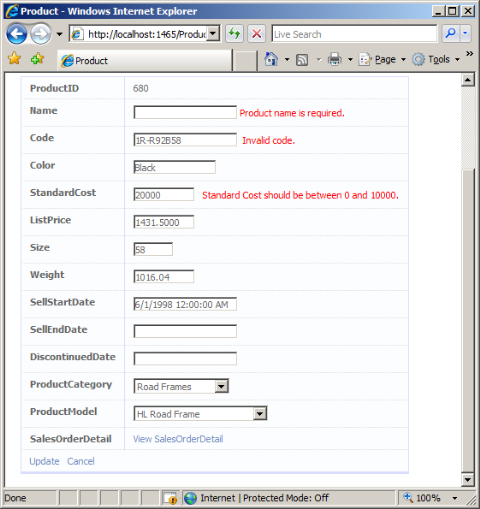 Product - Windows Internet Explorer
http://localhost:1465/Produc
Live Search
Product
Page
Tools
»
ProductID 680
Name Product name is required.
Code 1R-R92B58 Invalid code.
Color Black
StandardCost 20000 Standard Cost should be between 0 and 10000.
ListPrice 1431.5000
Size 58
Weight 1016.04
SellStartDate 6/1/1998 12:00:00 AM
SellEndDate
DiscontinuedDate
ProductCategory Road Frames
ProductModel HL Road Frame
SalesOrderDetail View SalesOrderDetail
Update Cancel
Done Internet | Protected Mode: Off 100%